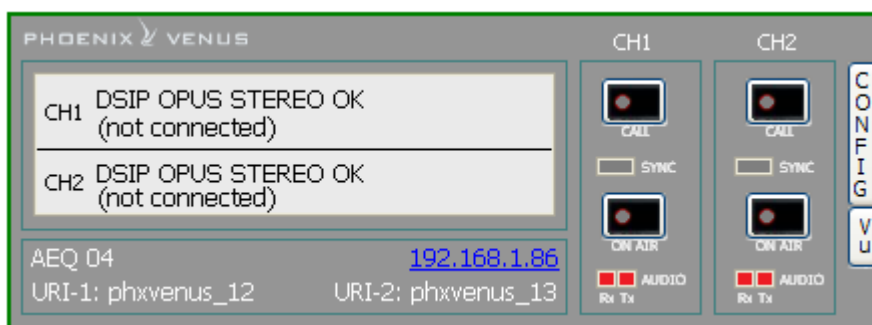 PHOENIX VENUS
CH1 DSIP OPUS STEREO OK
(not connected)
CH2 DSIP OPUS STEREO OK
(not connected)
AEQ 04 192.168.1.86
URI-1: phxvenus_12 URI-2: phxvenus_13
CH1 CH2
CALL CALL
SYNC SYNC
ON AIR ON AIR
AUDIO AUDIO
Rx Tx Rx Tx
CONFIG
Vu